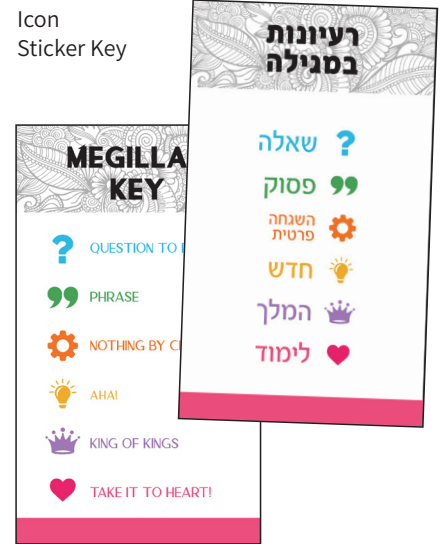 Icon
Sticker Key
רעיונות
במגילה
שאלה
פסוק
השגחה
פרטית
חדש
המלך
לימוד
MEGILLA
KEY
QUESTION TO
PHRASE
NOTHING BY
AHA!
KING OF KINGS
TAKE IT TO HEART!